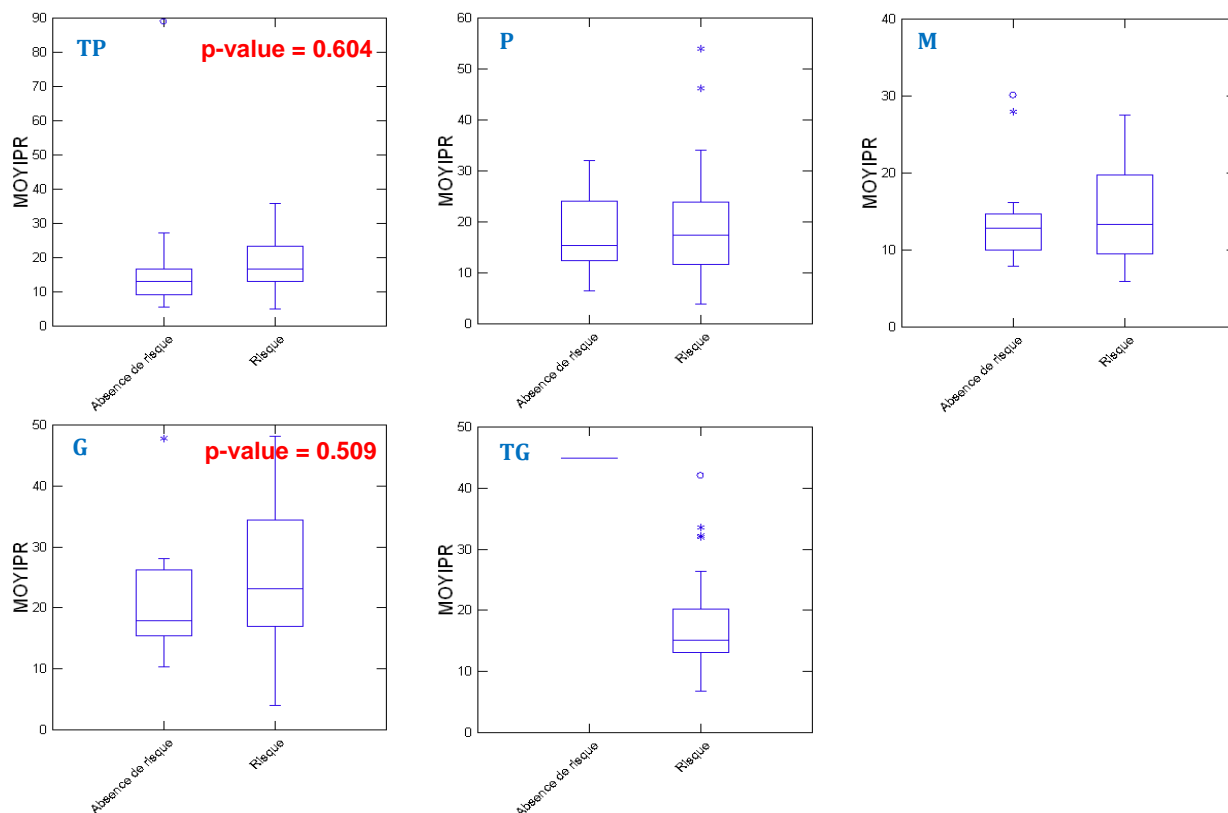 90
80
70
60
50
40
30
20
10
0
MOYIPR
TP
p-value = 0.604
Absence de risque
Risque
60
50
40
30
20
10
0
MOYIPR
P
Absence de risque
Risque
40
30
20
10
0
MOYIPR
M
Absence de risque
Risque
50
40
30
20
10
0
MOYIPR
G
p-value = 0.509
Absence de risque
Risque
50
40
30
20
10
0
MOYIPR
TG
Absence de risque
Risque